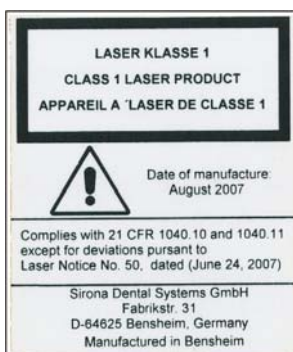 LASER KLASSE 1
CLASS 1 LASER PRODUCT
APPAREIL A ´LASER DE CLASSE 1
Date of manufacture:
August 2007
Complies with 21 CFR 1040.10 and 1040.11
except for deviations pursant to
Laser Notice No. 50, dated (June 24, 2007)
Sirona Dental Systems GmbH
Fabrikstr. 31
D-64625 Bensheim, Germany
Manufactured in Bensheim